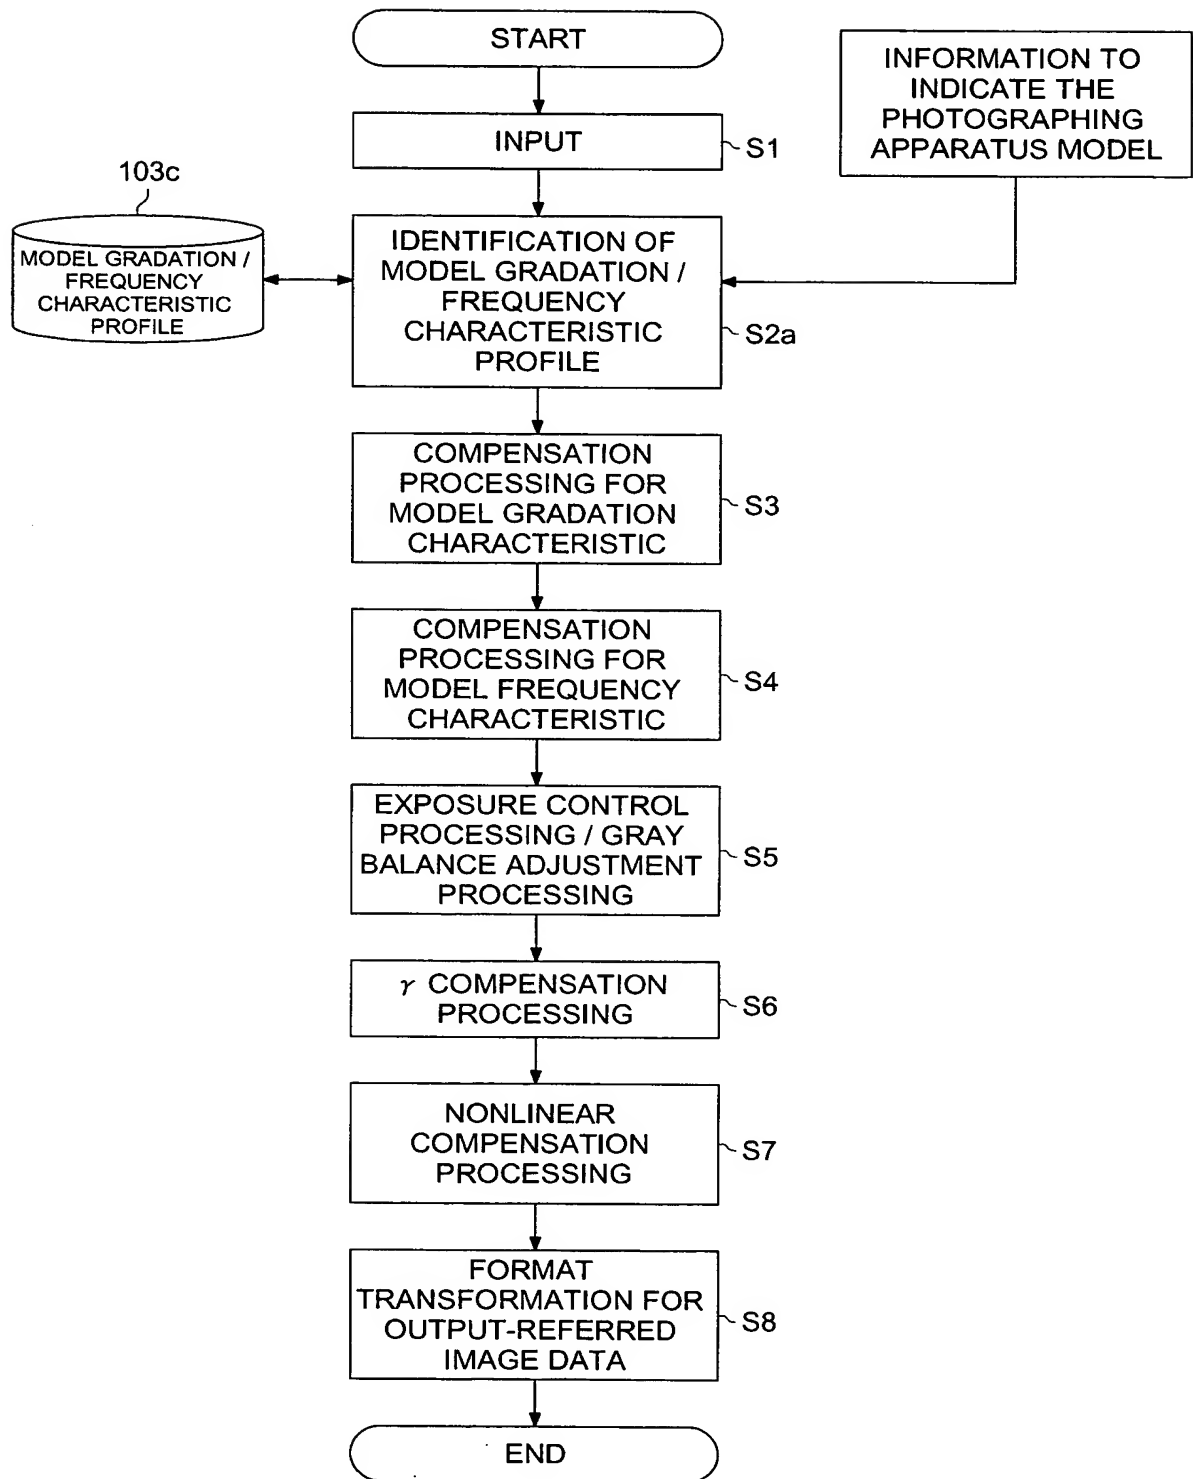 START
INFORMATION TO
INDICATE THE
PHOTOGRAPHING
APPARATUS MODEL
INPUT
S1
103c
MODEL GRADATION /
FREQUENCY
CHARACTERISTIC
PROFILE
IDENTIFICATION OF
MODEL GRADATION /
FREQUENCY
CHARACTERISTIC
PROFILE
S2a
COMPENSATION
PROCESSING FOR
MODEL GRADATION
CHARACTERISTIC
S3
COMPENSATION
PROCESSING FOR
MODEL FREQUENCY
CHARACTERISTIC
S4
EXPOSURE CONTROL
PROCESSING / GRAY
BALANCE ADJUSTMENT
PROCESSING
S5
γ COMPENSATION
PROCESSING
S6
NONLINEAR
COMPENSATION
PROCESSING
S7
FORMAT
TRANSFORMATION FOR
OUTPUT-REFERRED
IMAGE DATA
S8
END